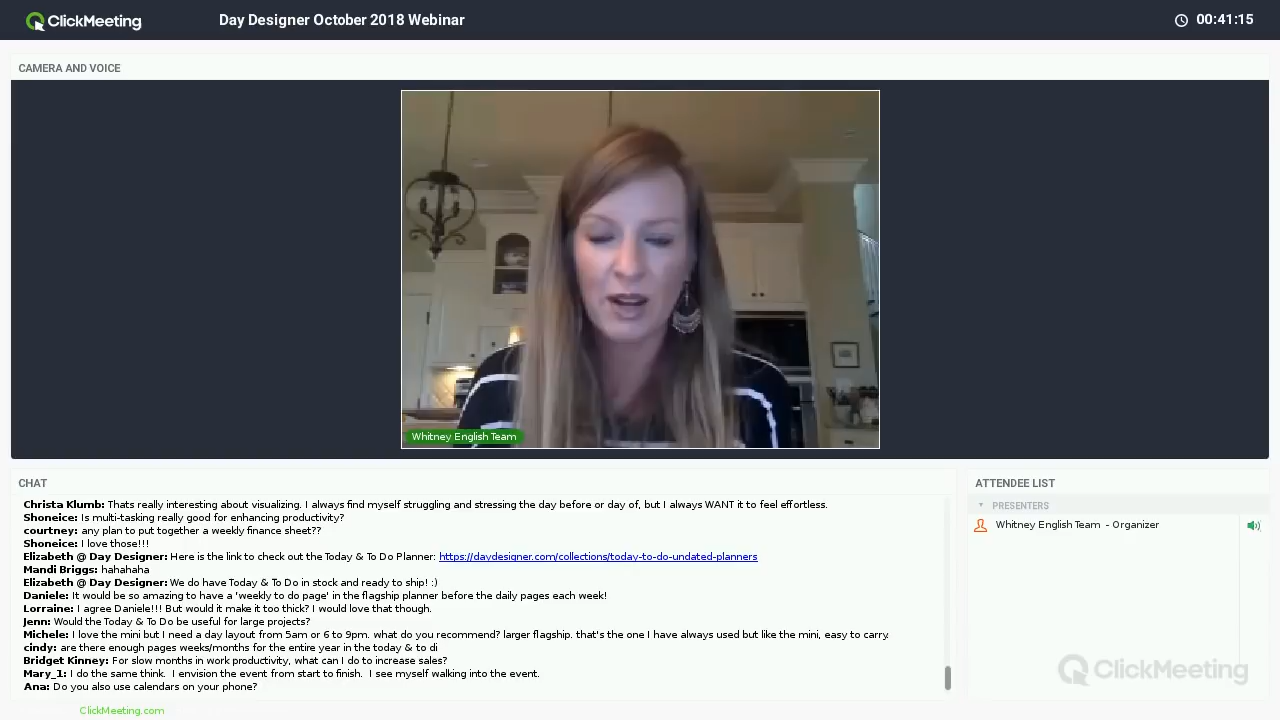 ClickMeeting
Day Designer October 2018 Webinar
00:41:15
CAMERA AND VOICE
Whitney English Team
CHAT
Christa Klumb: Thats really interesting about visualizing. I always find myself struggling and stressing the day before or day of, but I always WANT it to feel effortless.
Shoneice: Is multi-tasking really good for enhancing productivity?
courtney: any plan to put together a weekly finance sheet??
Shoneice: I love those!!!
Elizabeth @ Day Designer: Here is the link to check out the Today & To Do Planner: https://daydesigner.com/collections/today-to-do-undated-planners
Mandi Briggs: hahahaha
Elizabeth @ Day Designer: We do have Today & To Do in stock and ready to ship! :)
Daniele: It would be so amazing to have a 'weekly to do page' in the flagship planner before the daily pages each week!
Lorraine: I agree Daniele!!! But would it make it too thick? I would love that though.
Jenn: Would the Today & To Do be useful for large projects?
Michele: I love the mini but I need a day layout from 5am or 6 to 9pm. what do you recommend? larger flagship. that's the one I have always used but like the mini, easy to carry.
cindy: are there enough pages weeks/months for the entire year in the today & to di
Bridget Kinney: For slow months in work productivity, what can I do to increase sales?
Mary_1: I do the same think.  I envision the event from start to finish.  I see myself walking into the event.
Ana: Do you also use calendars on your phone?
ATTENDEE LIST
PRESENTERS
Whitney English Team - Organizer
ClickMeeting
ClickMeeting.com